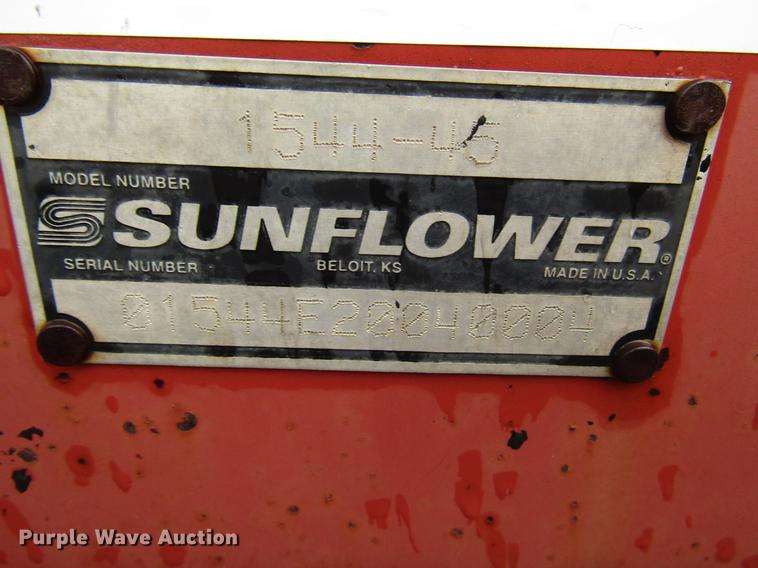 1544-45
MODEL NUMBER
SUNFLOWER®
SERIAL NUMBER BELOIT, KS MADE IN U.S.A.
01544E20040004
Purple Wave Auction®